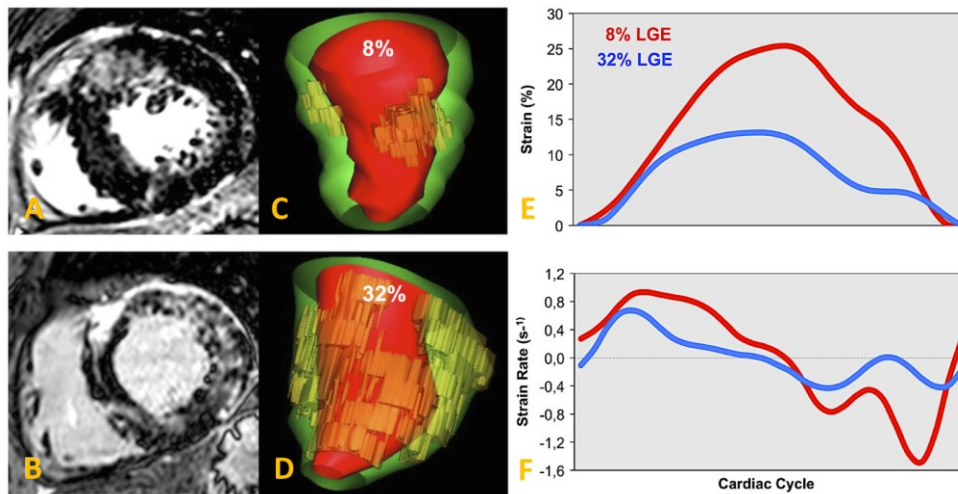 A
8%
C
B
32%
D
30
25
20
15
10
5
0
Strain (%)
8% LGE
32% LGE
E
1,2
0,8
0,4
0,0
-0,4
-0,8
-1,2
-1,6
Strain Rate (s-1)
F
Cardiac Cycle